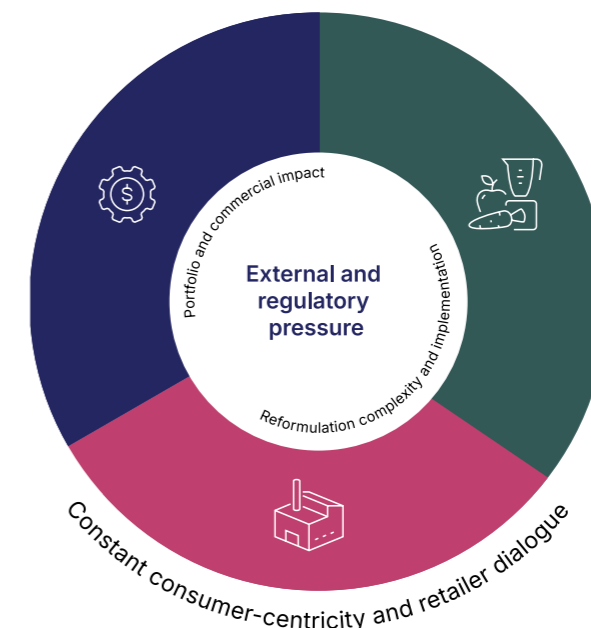 Portfolio and commercial impact
External and
regulatory
pressure
Reformulation complexity and implementation
Constant consumer-centricity and retailer dialogue
$